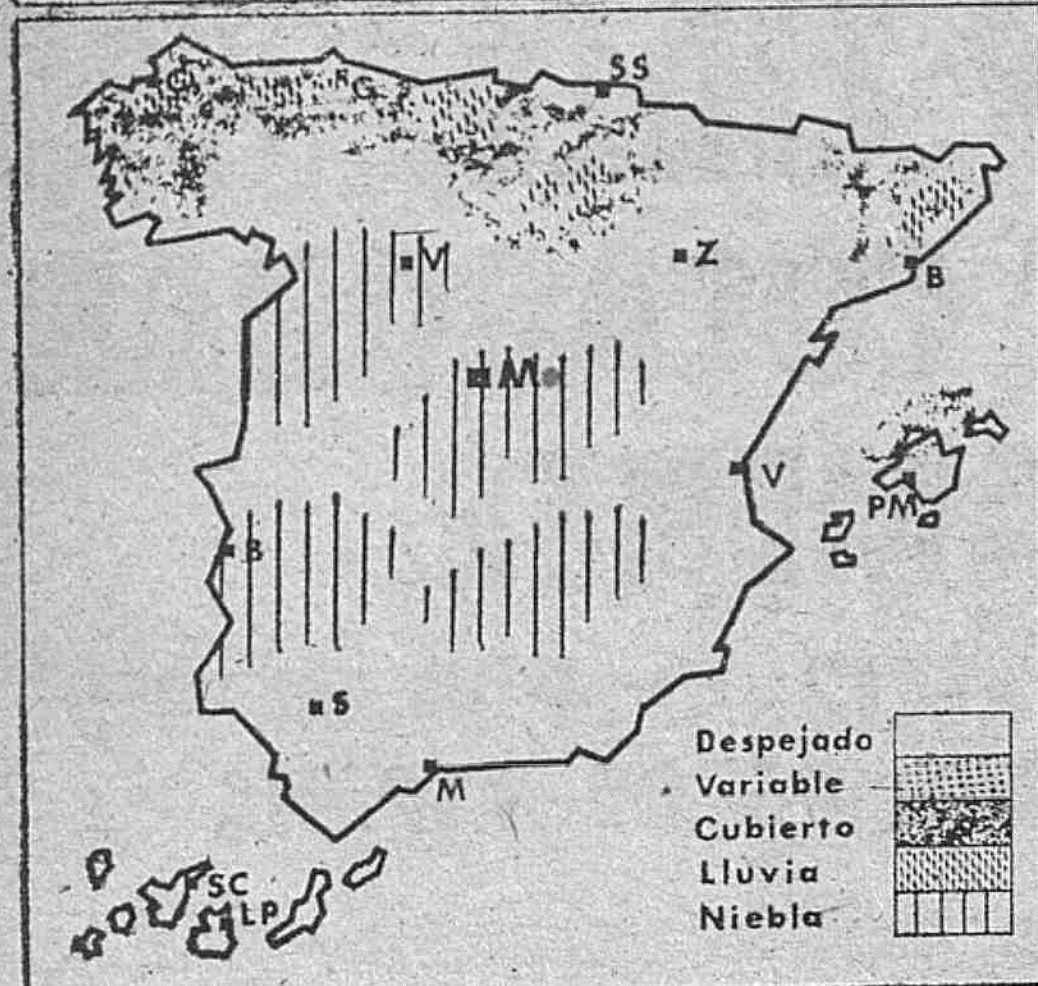 SS
G
V
Z
B
M
V
PM
B
S
M
SC
LP
Despejado
Variable
Cubierto
Lluvia
Niebla